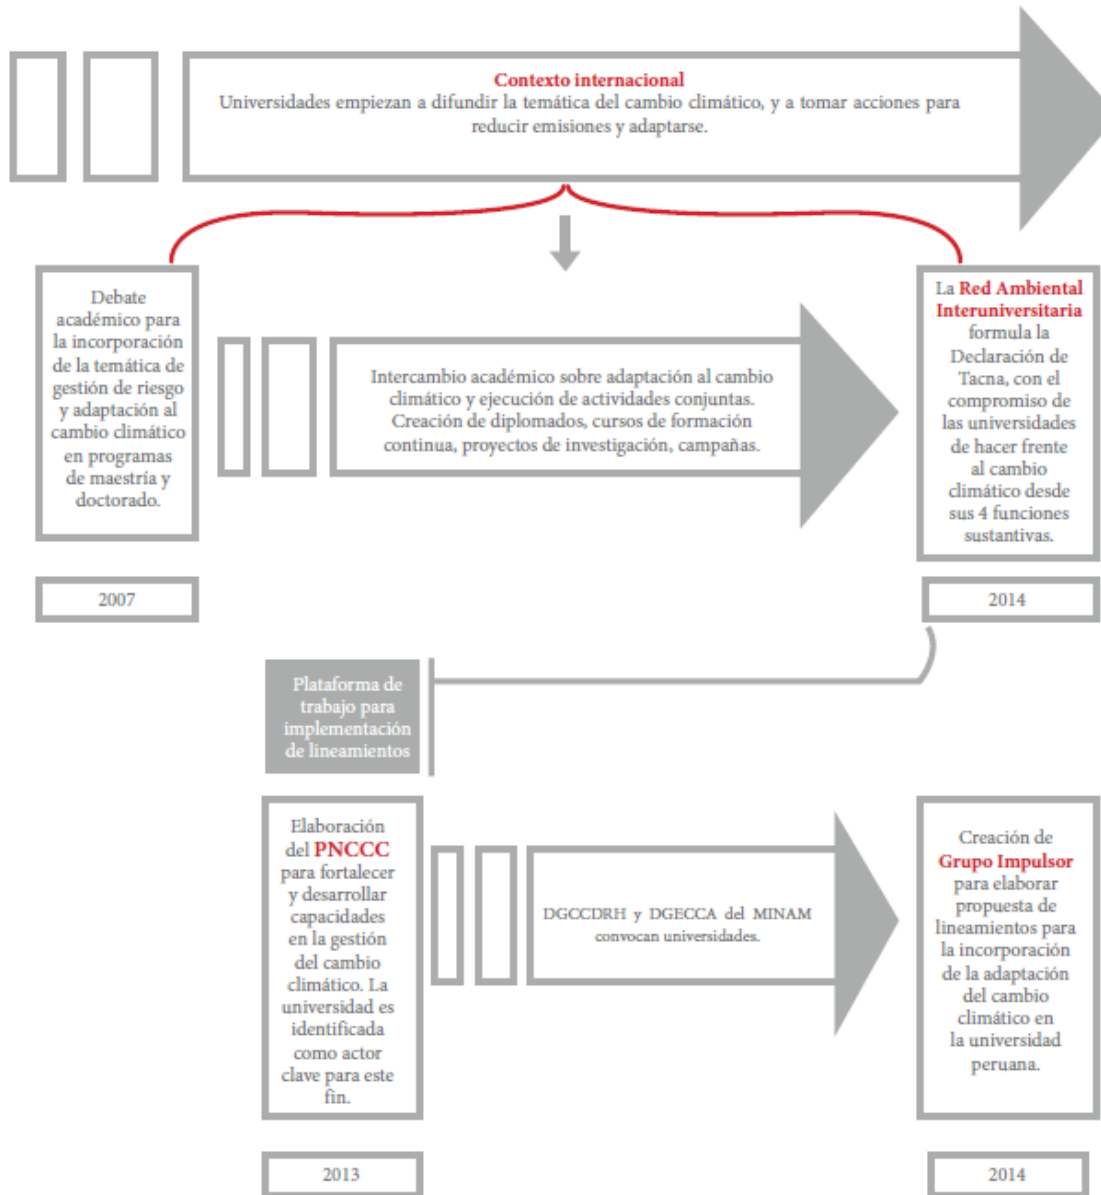 Contexto internacional
Universidades empiezan a difundir la temática del cambio climático, y a tomar acciones para
reducir emisiones y adaptarse.
Debate
académico para
la incorporación
de la temática de
gestión de riesgo
y adaptación al
cambio climático
en programas
de maestría y
doctorado.
2007
Intercambio académico sobre adaptación al cambio
climático y ejecución de actividades conjuntas.
Creación de diplomados, cursos de formación
continua, proyectos de investigación, campañas.
La Red Ambiental
Interuniversitaria
formula la
Declaración de
Tacna, con el
compromiso de
las universidades
de hacer frente
al cambio
climático desde
sus 4 funciones
sustantivas.
2014
Plataforma de
trabajo para
implementación
de lineamientos
Elaboración
del PNCCC
para fortalecer
y desarrollar
capacidades
en la gestión
del cambio
climático. La
universidad es
identificada
como actor
clave para este
fin.
2013
DGCCDRH y DGECCA del MINAM
convocan universidades.
Creación de
Grupo Impulsor
para elaborar
propuesta de
lineamientos para
la incorporación
de la adaptación
del cambio
climático en
la universidad
peruana.
2014